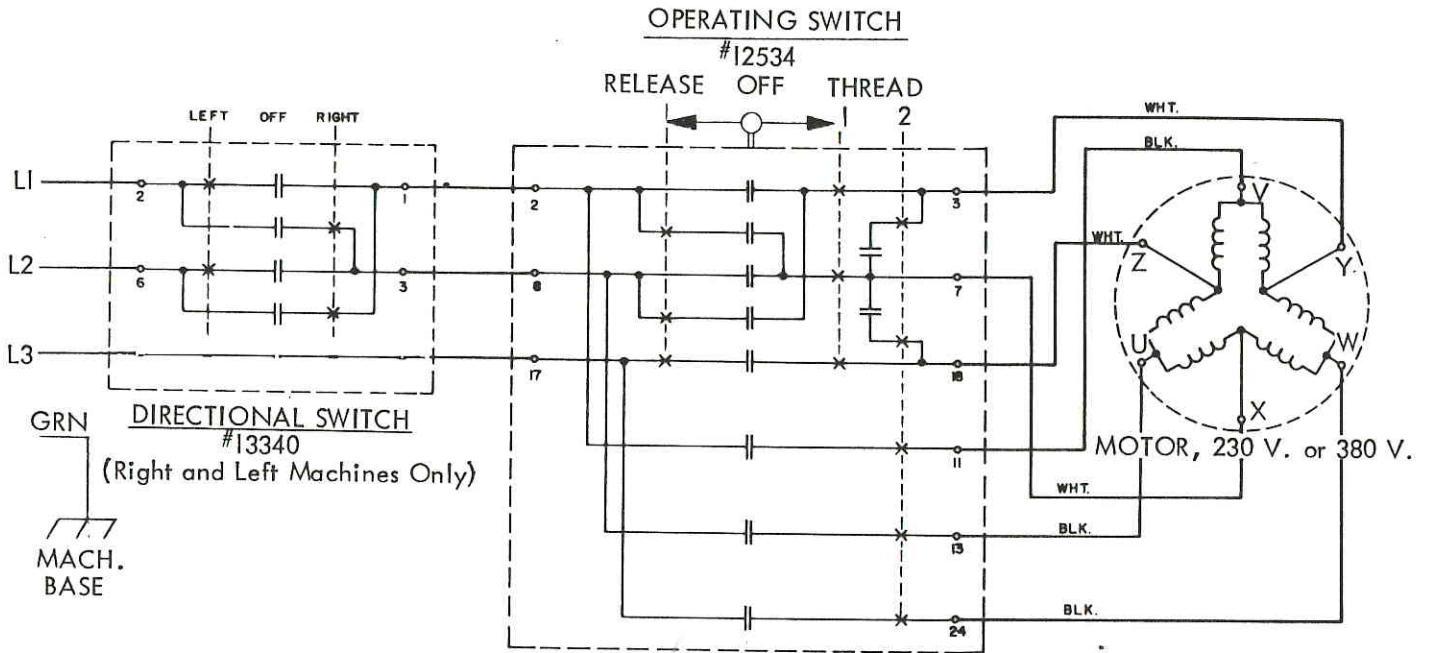 OPERATING SWITCH
#12534
RELEASE OFF THREAD
1 2
LEFT OFF RIGHT
WHT.
BLK.
L1
2
1
2
3
V
WHT.
Z
Y
L2
6
3
8
7
U
W
L3
17
18
X
GRN
DIRECTIONAL SWITCH
#13340
(Right and Left Machines Only)
11
MOTOR, 230 V. or 380 V.
WHT.
BLK.
13
MACH.
BASE
BLK.
24